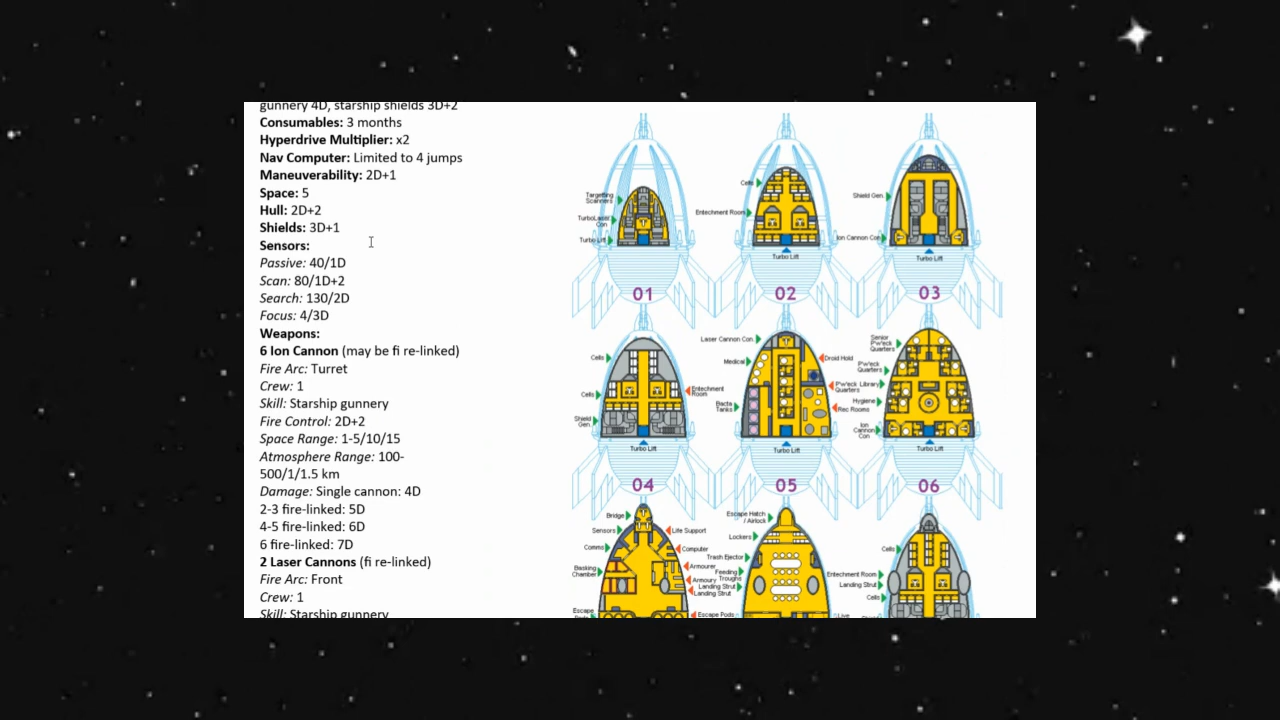 gunnery 4D, starship shields 3D+2
Consumables: 3 months
Hyperdrive Multiplier: x2
Nav Computer: Limited to 4 jumps
Maneuverability: 2D+1
Space: 5
Hull: 2D+2
Shields: 3D+1
Sensors:
Passive: 40/1D
Scan: 80/1D+2
Search: 130/2D
Focus: 4/3D
Weapons:
6 Ion Cannon (may be fi re-linked)
Fire Arc: Turret
Crew: 1
Skill: Starship gunnery
Fire Control: 2D+2
Space Range: 1-5/10/15
Atmosphere Range: 100-
500/1/1.5 km
Damage: Single cannon: 4D
2-3 fire-linked: 5D
4-5 fire-linked: 6D
6 fire-linked: 7D
2 Laser Cannons (fi re-linked)
Fire Arc: Front
Crew: 1
Skill: Starship gunnery
Targetting
Scanners
TurboLaser
Con
Turbo Lift
01
Cells
Entechment Room
Turbo Lift
02
Shield Gen.
Ion Cannon Con
Turbo Lift
03
Cells
Cells
Shield
Gen.
Entechment
Room
Turbo Lift
04
Laser Cannon Con.
Medical
Bacta
Tanks
Droid Hold
P'w'eck Library
Quarters
Rec Rooms
Turbo Lift
05
Senior
P'w'eck
Quarters
P'w'eck
Quarters
Hygiene
Ion
Cannon
Con
Turbo Lift
06
Bridge
Sensors
Comms
Basking
Chamber
Escape
Life Support
Computer
Armourer
Armoury
Landing Strut
Escape Pods
Escape Hatch
/ Airlock
Lockers
Trash Ejector
Feeding
Troughs
Landing Strut
Live
Cells
Entechment Room
Landing Strut
Cells